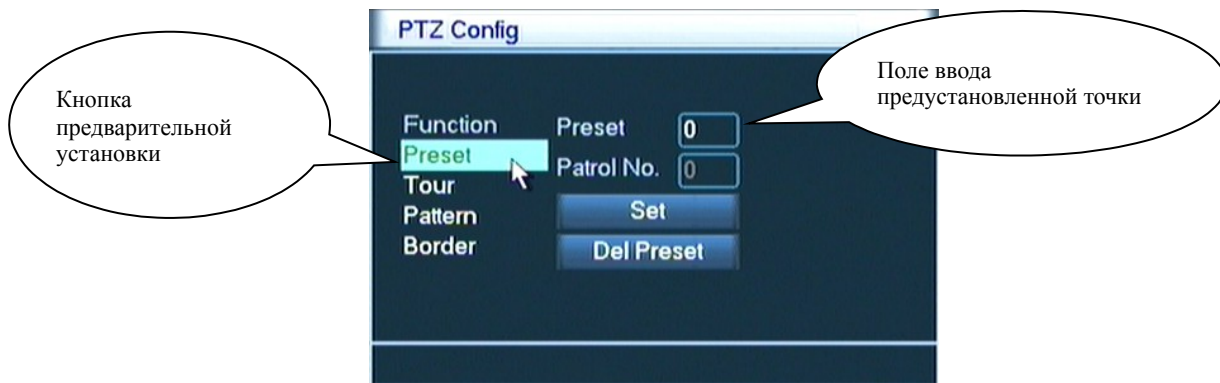 PTZ Config
Кнопка
предварительной
установки
Поле ввода
предустановленной точки
Function
Preset
Tour
Pattern
Border
Preset 0
Patrol No. 0
Set
Del Preset